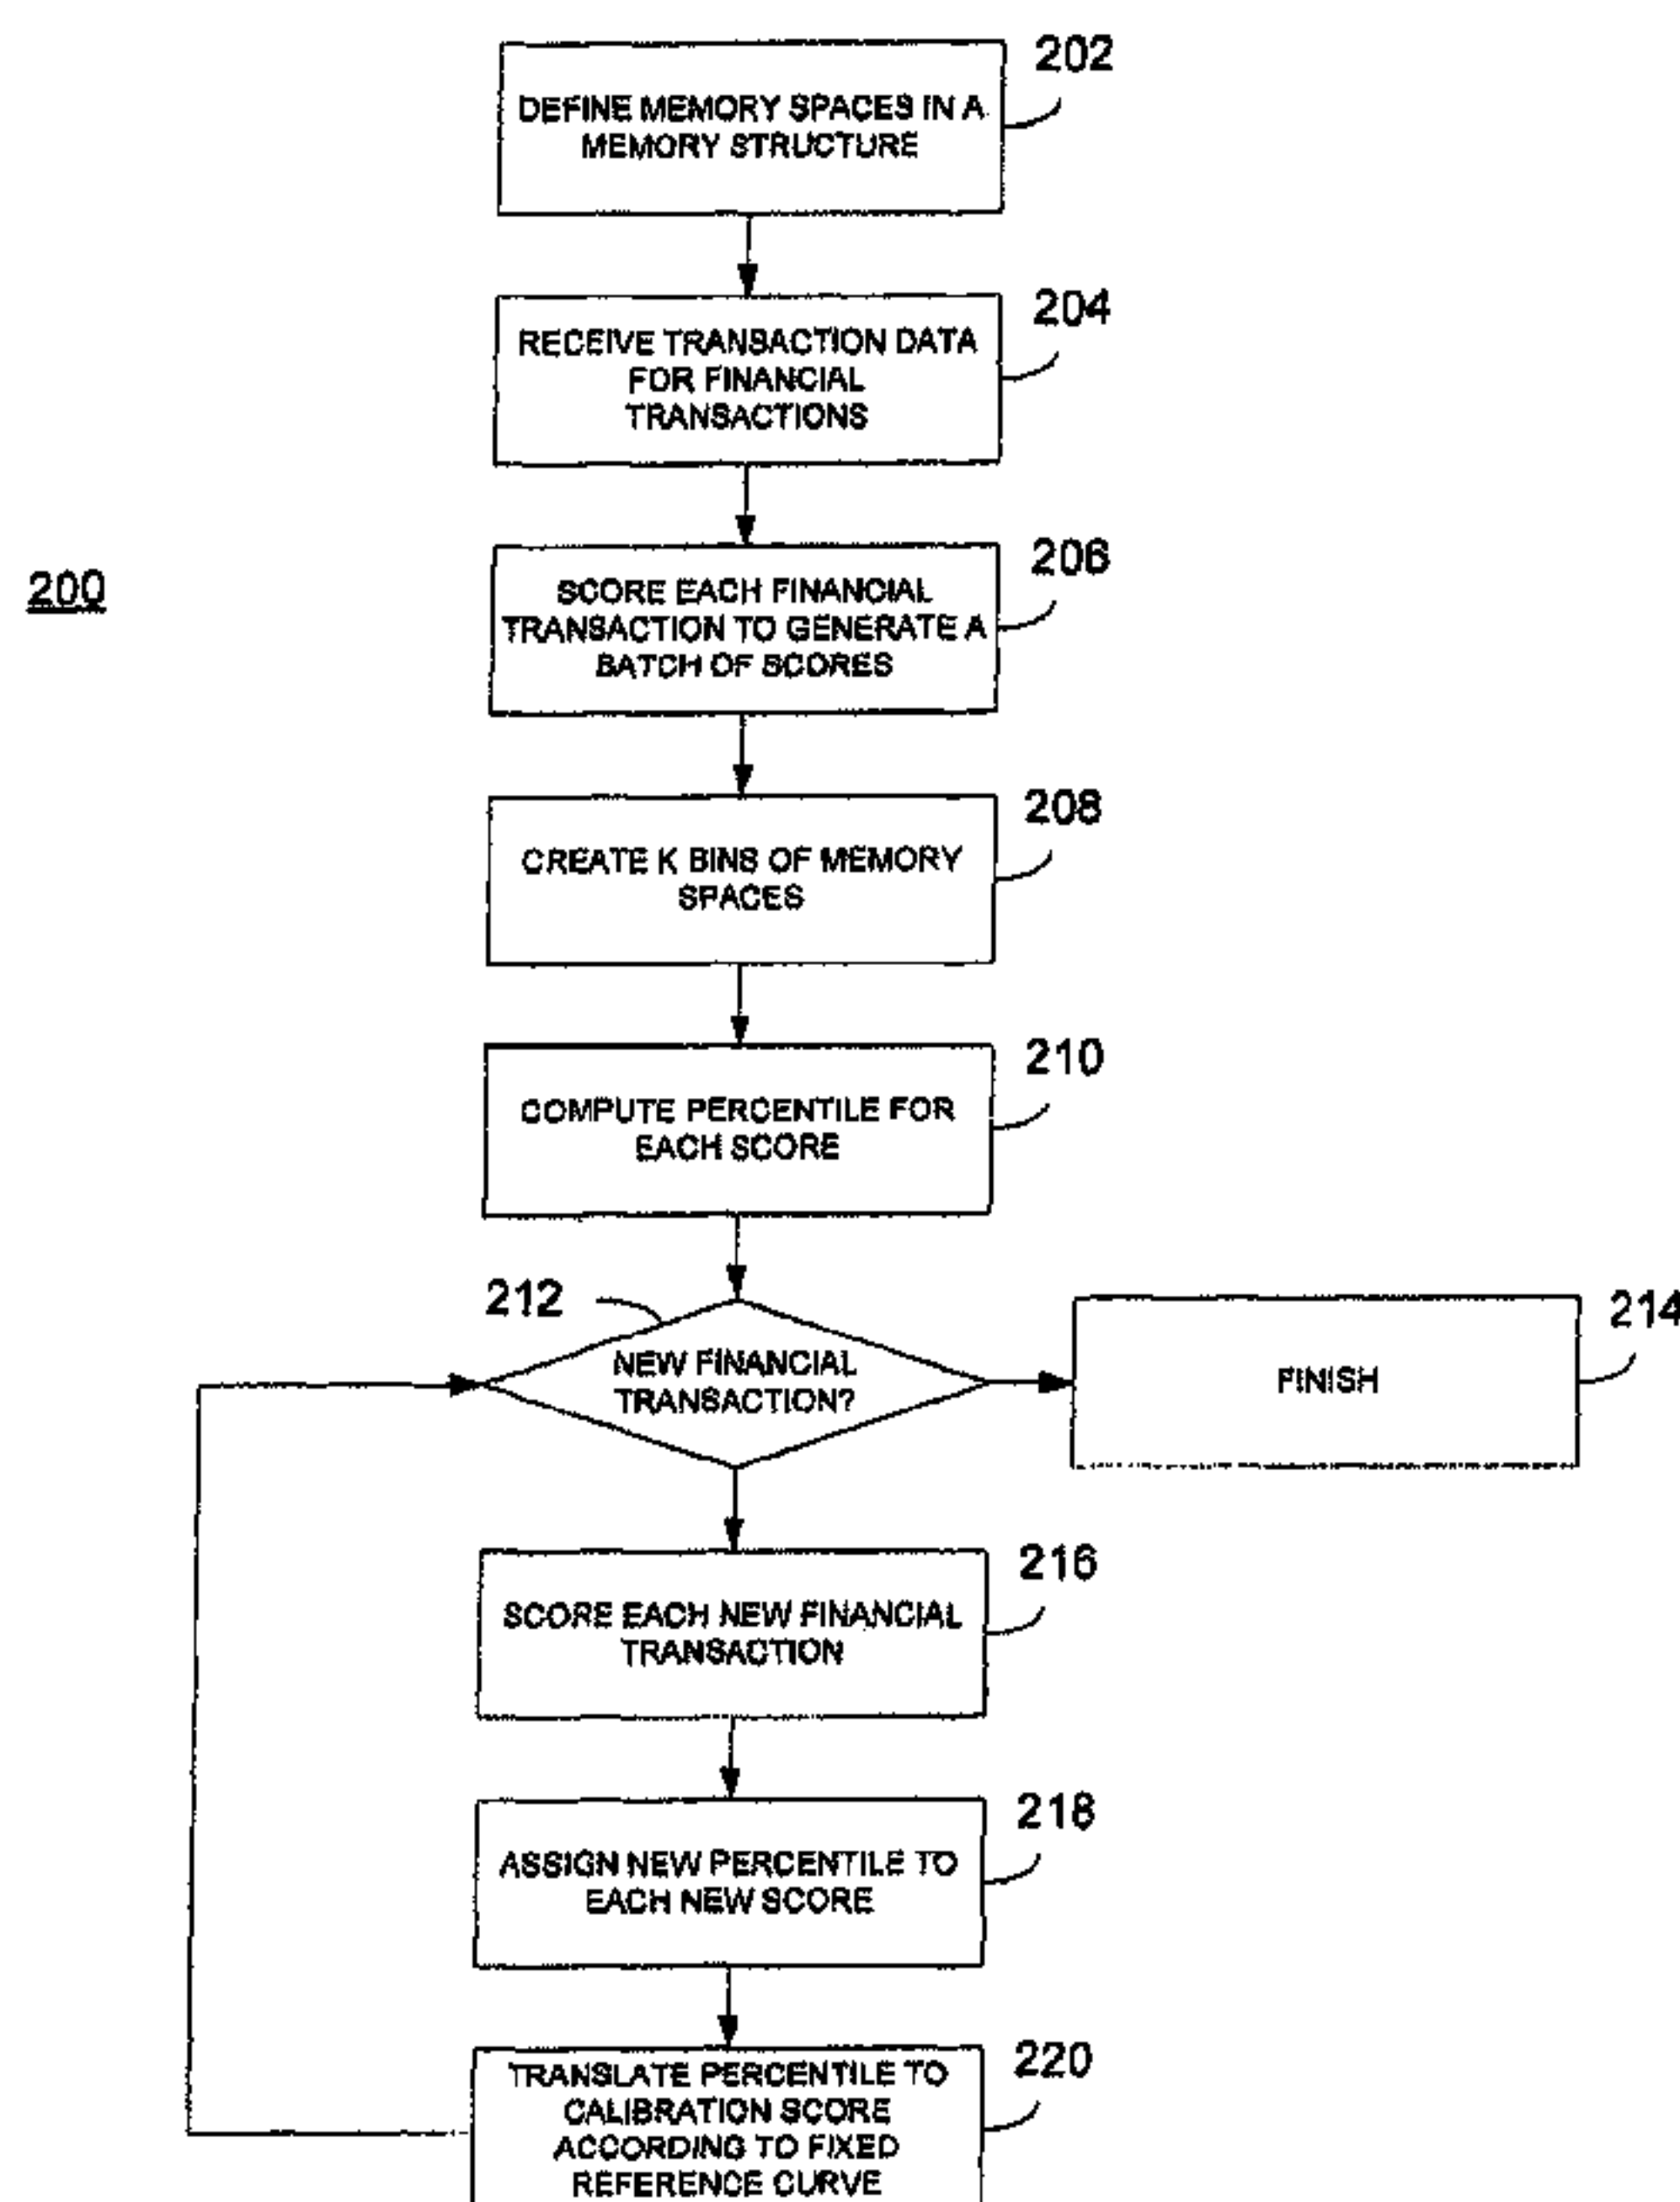 202
DEFINE MEMORY SPACES IN A
MEMORY STRUCTURE
204
RECEIVE TRANSACTION DATA
FOR FINANCIAL
TRANSACTIONS
200
206
SCORE EACH FINANCIAL
TRANSACTION TO GENERATE A
BATCH OF SCORES
208
CREATE K BINS OF MEMORY
SPACES
210
COMPUTE PERCENTILE FOR
EACH SCORE
212
NEW FINANCIAL
TRANSACTION?
214
FINISH
216
SCORE EACH NEW FINANCIAL
TRANSACTION
218
ASSIGN NEW PERCENTILE TO
EACH NEW SCORE
220
TRANSLATE PERCENTILE TO
CALIBRATION SCORE
ACCORDING TO FIXED
REFERENCE CURVE